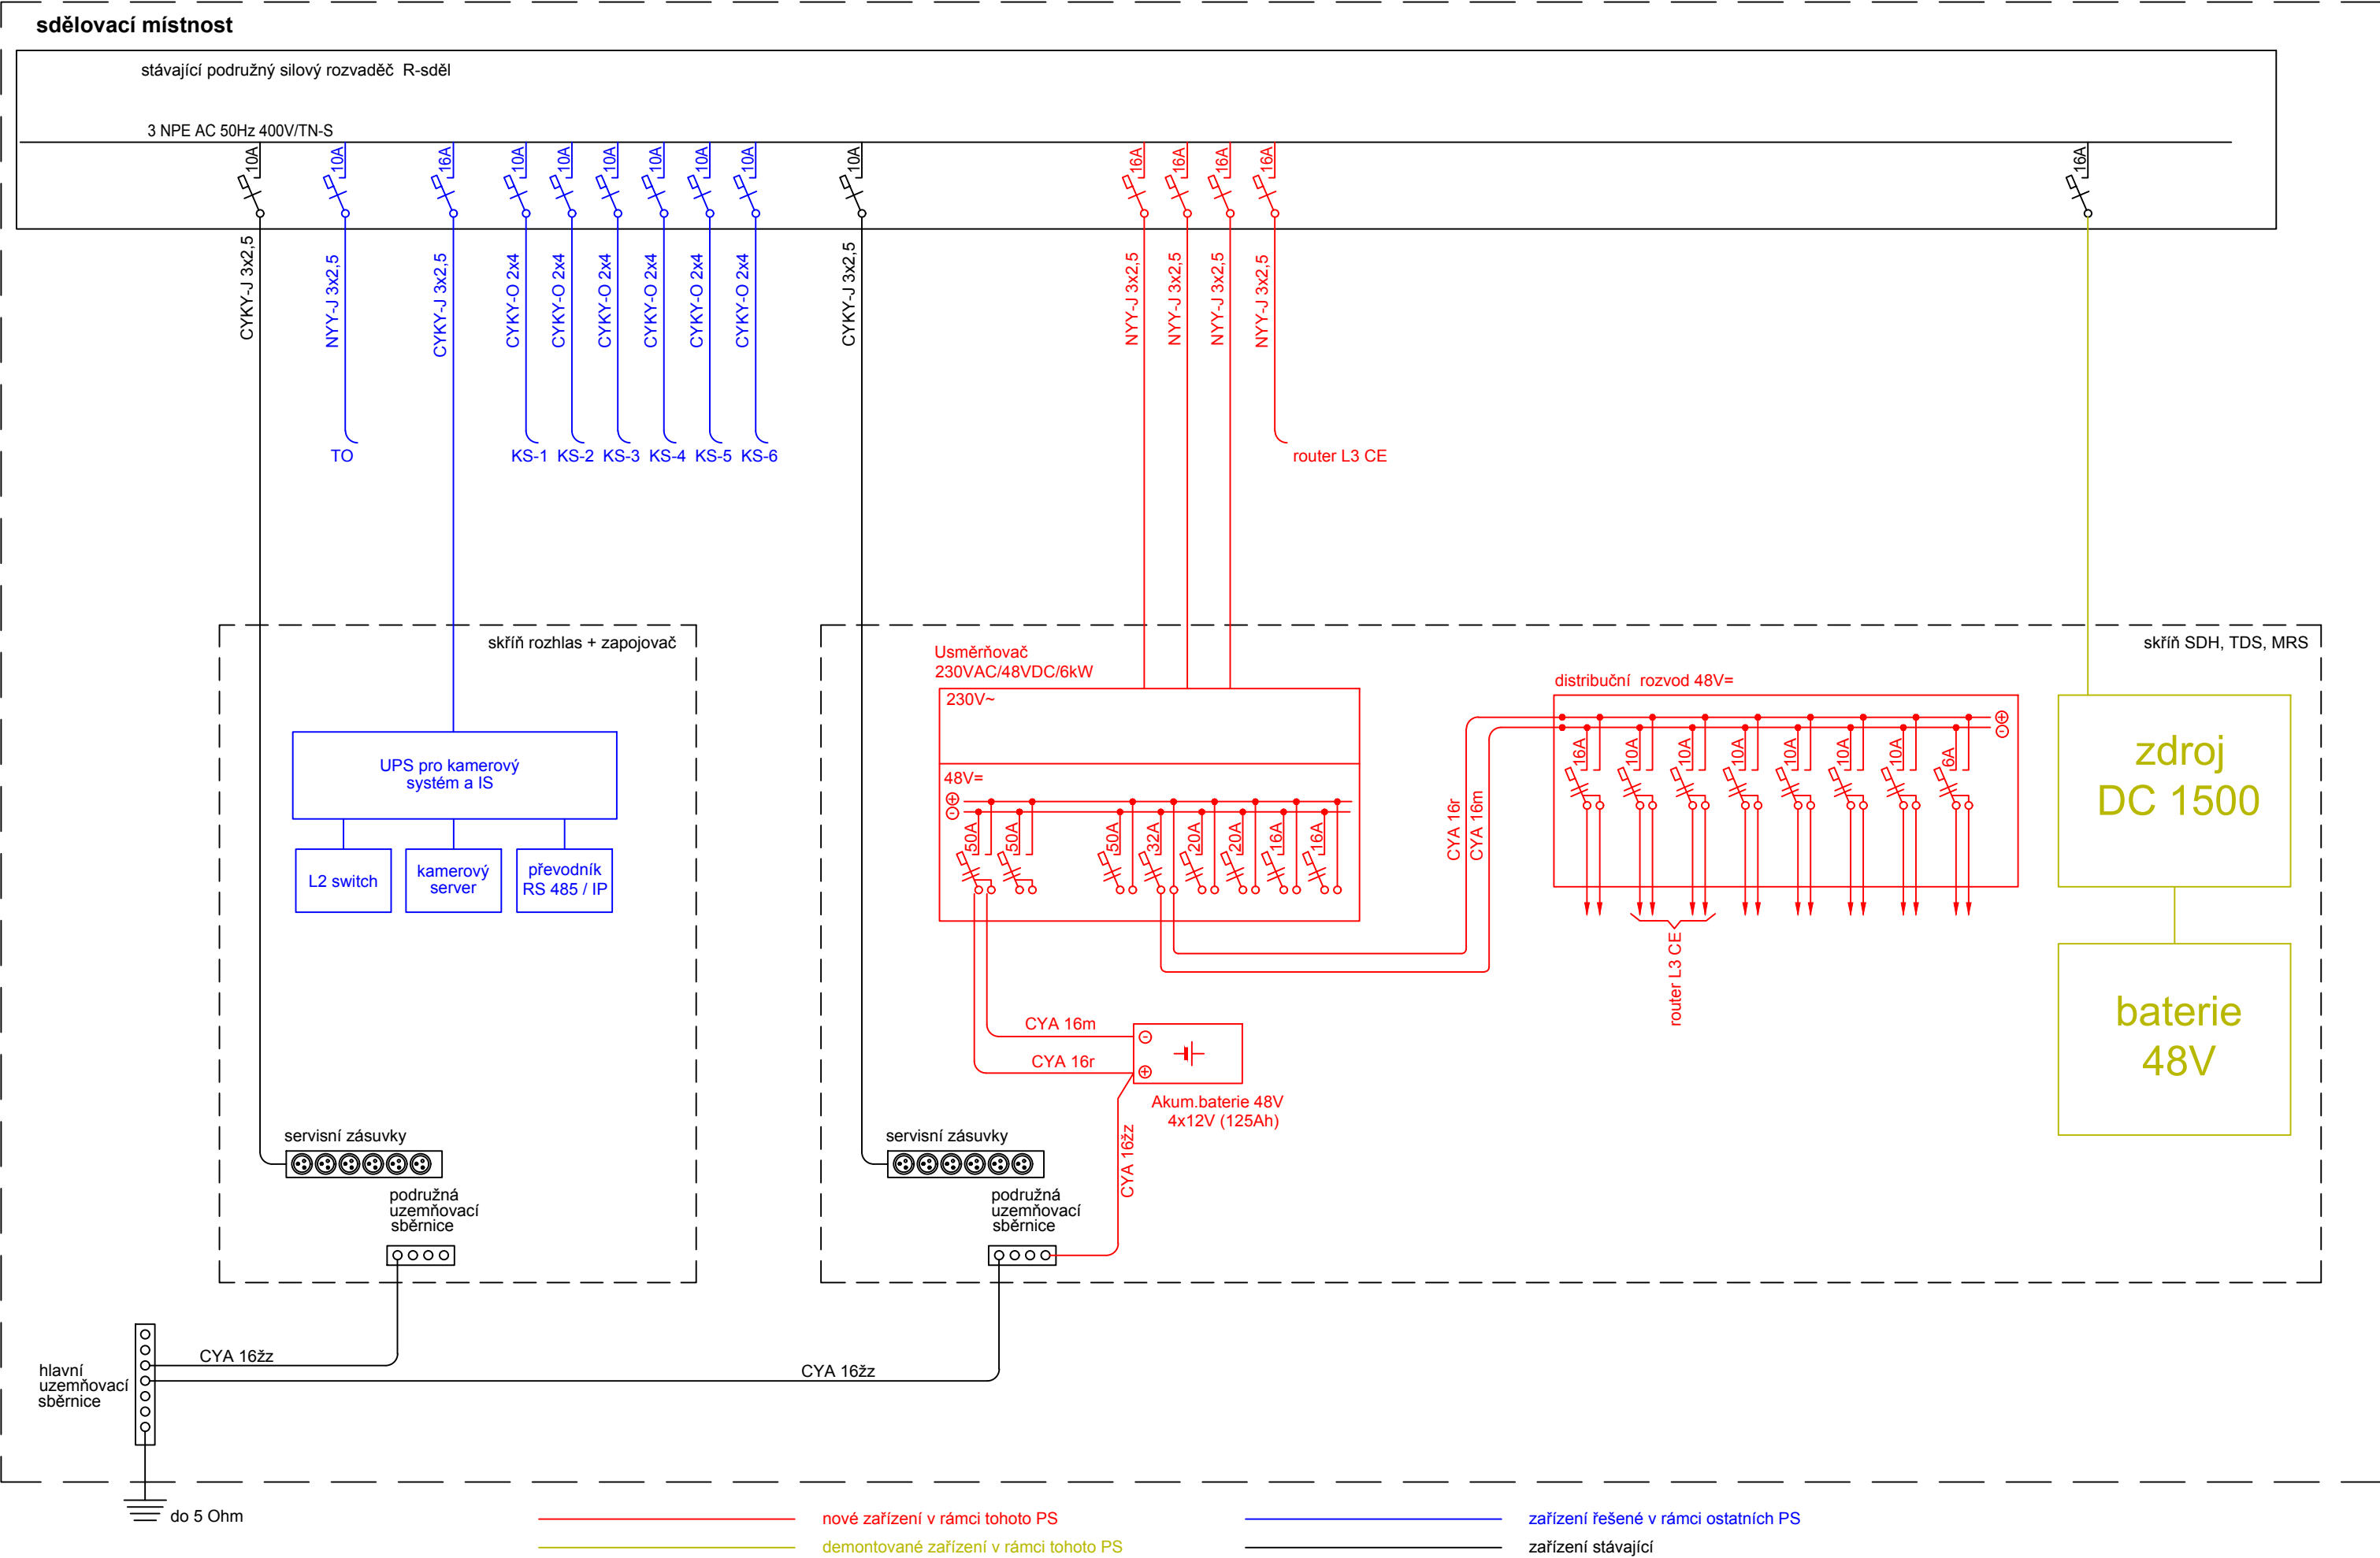 sdělovací místnost
stávající podružný silový rozvaděč R-sděl
3 NPE AC 50Hz 400V/TN-S
10A
10A
16A
10A
10A
10A
10A
10A
10A
10A
16A
16A
16A
16A
16A
CYKY-J 3x2,5
NYY-J 3x2,5
CYKY-J 3x2,5
CYKY-O 2x4
CYKY-O 2x4
CYKY-O 2x4
CYKY-O 2x4
CYKY-O 2x4
CYKY-O 2x4
CYKY-J 3x2,5
NYY-J 3x2,5
NYY-J 3x2,5
NYY-J 3x2,5
NYY-J 3x2,5
TO
KS-1 KS-2 KS-3 KS-4 KS-5 KS-6
router L3 CE
skříň rozhlas + zapojovač
UPS pro kamerový
systém a IS
L2 switch
kamerový
server
převodník
RS 485 / IP
servisní zásuvky
podružná
uzemňovací
sběrnice
skříň SDH, TDS, MRS
Usměrňovač
230VAC/48VDC/6kW
230V~
48V=
+
-
50A
50A
50A
32A
20A
20A
16A
16A
CYA 16r
CYA 16m
distribuční rozvod 48V=
+
-
16A
10A
10A
10A
10A
10A
10A
6A
router L3 CE
zdroj
DC 1500
baterie
48V
CYA 16m
CYA 16r
-
+
Akum.baterie 48V
4x12V (125Ah)
CYA 16žz
servisní zásuvky
podružná
uzemňovací
sběrnice
hlavní
uzemňovací
sběrnice
CYA 16žz
CYA 16žz
do 5 Ohm
nové zařízení v rámci tohoto PS
demontované zařízení v rámci tohoto PS
zařízení řešené v rámci ostatních PS
zařízení stávající